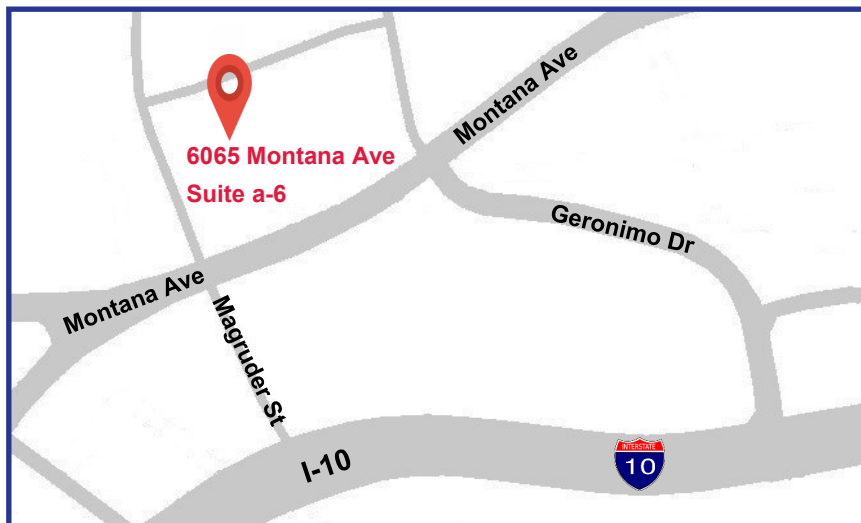 Montana Ave
6065 Montana Ave
Suite a-6
Geronimo Dr
Montana Ave
Magruder St
I-10
INTERSTATE
10